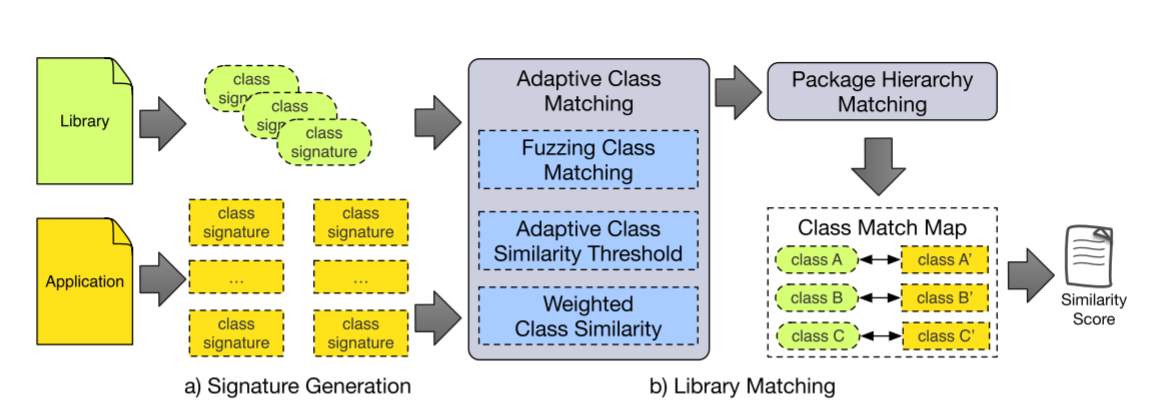 Library
class
sign
class
sign
class
signature
Application
class
signature
class
signature
...
...
class
signature
class
signature
a) Signature Generation
Adaptive Class
Matching
Fuzzing Class
Matching
Adaptive Class
Similarity Threshold
Weighted
Class Similarity
Package Hierarchy
Matching
Class Match Map
class A
class A'
class B
class B'
class C
class C'
Similarity
Score
b) Library Matching